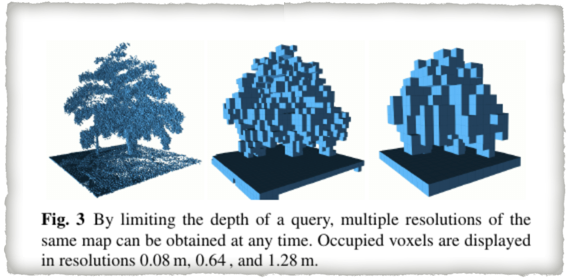 Fig. 3 By limiting the depth of a query, multiple resolutions of the
same map can be obtained at any time. Occupied voxels are displayed
in resolutions 0.08 m, 0.64 , and 1.28 m.